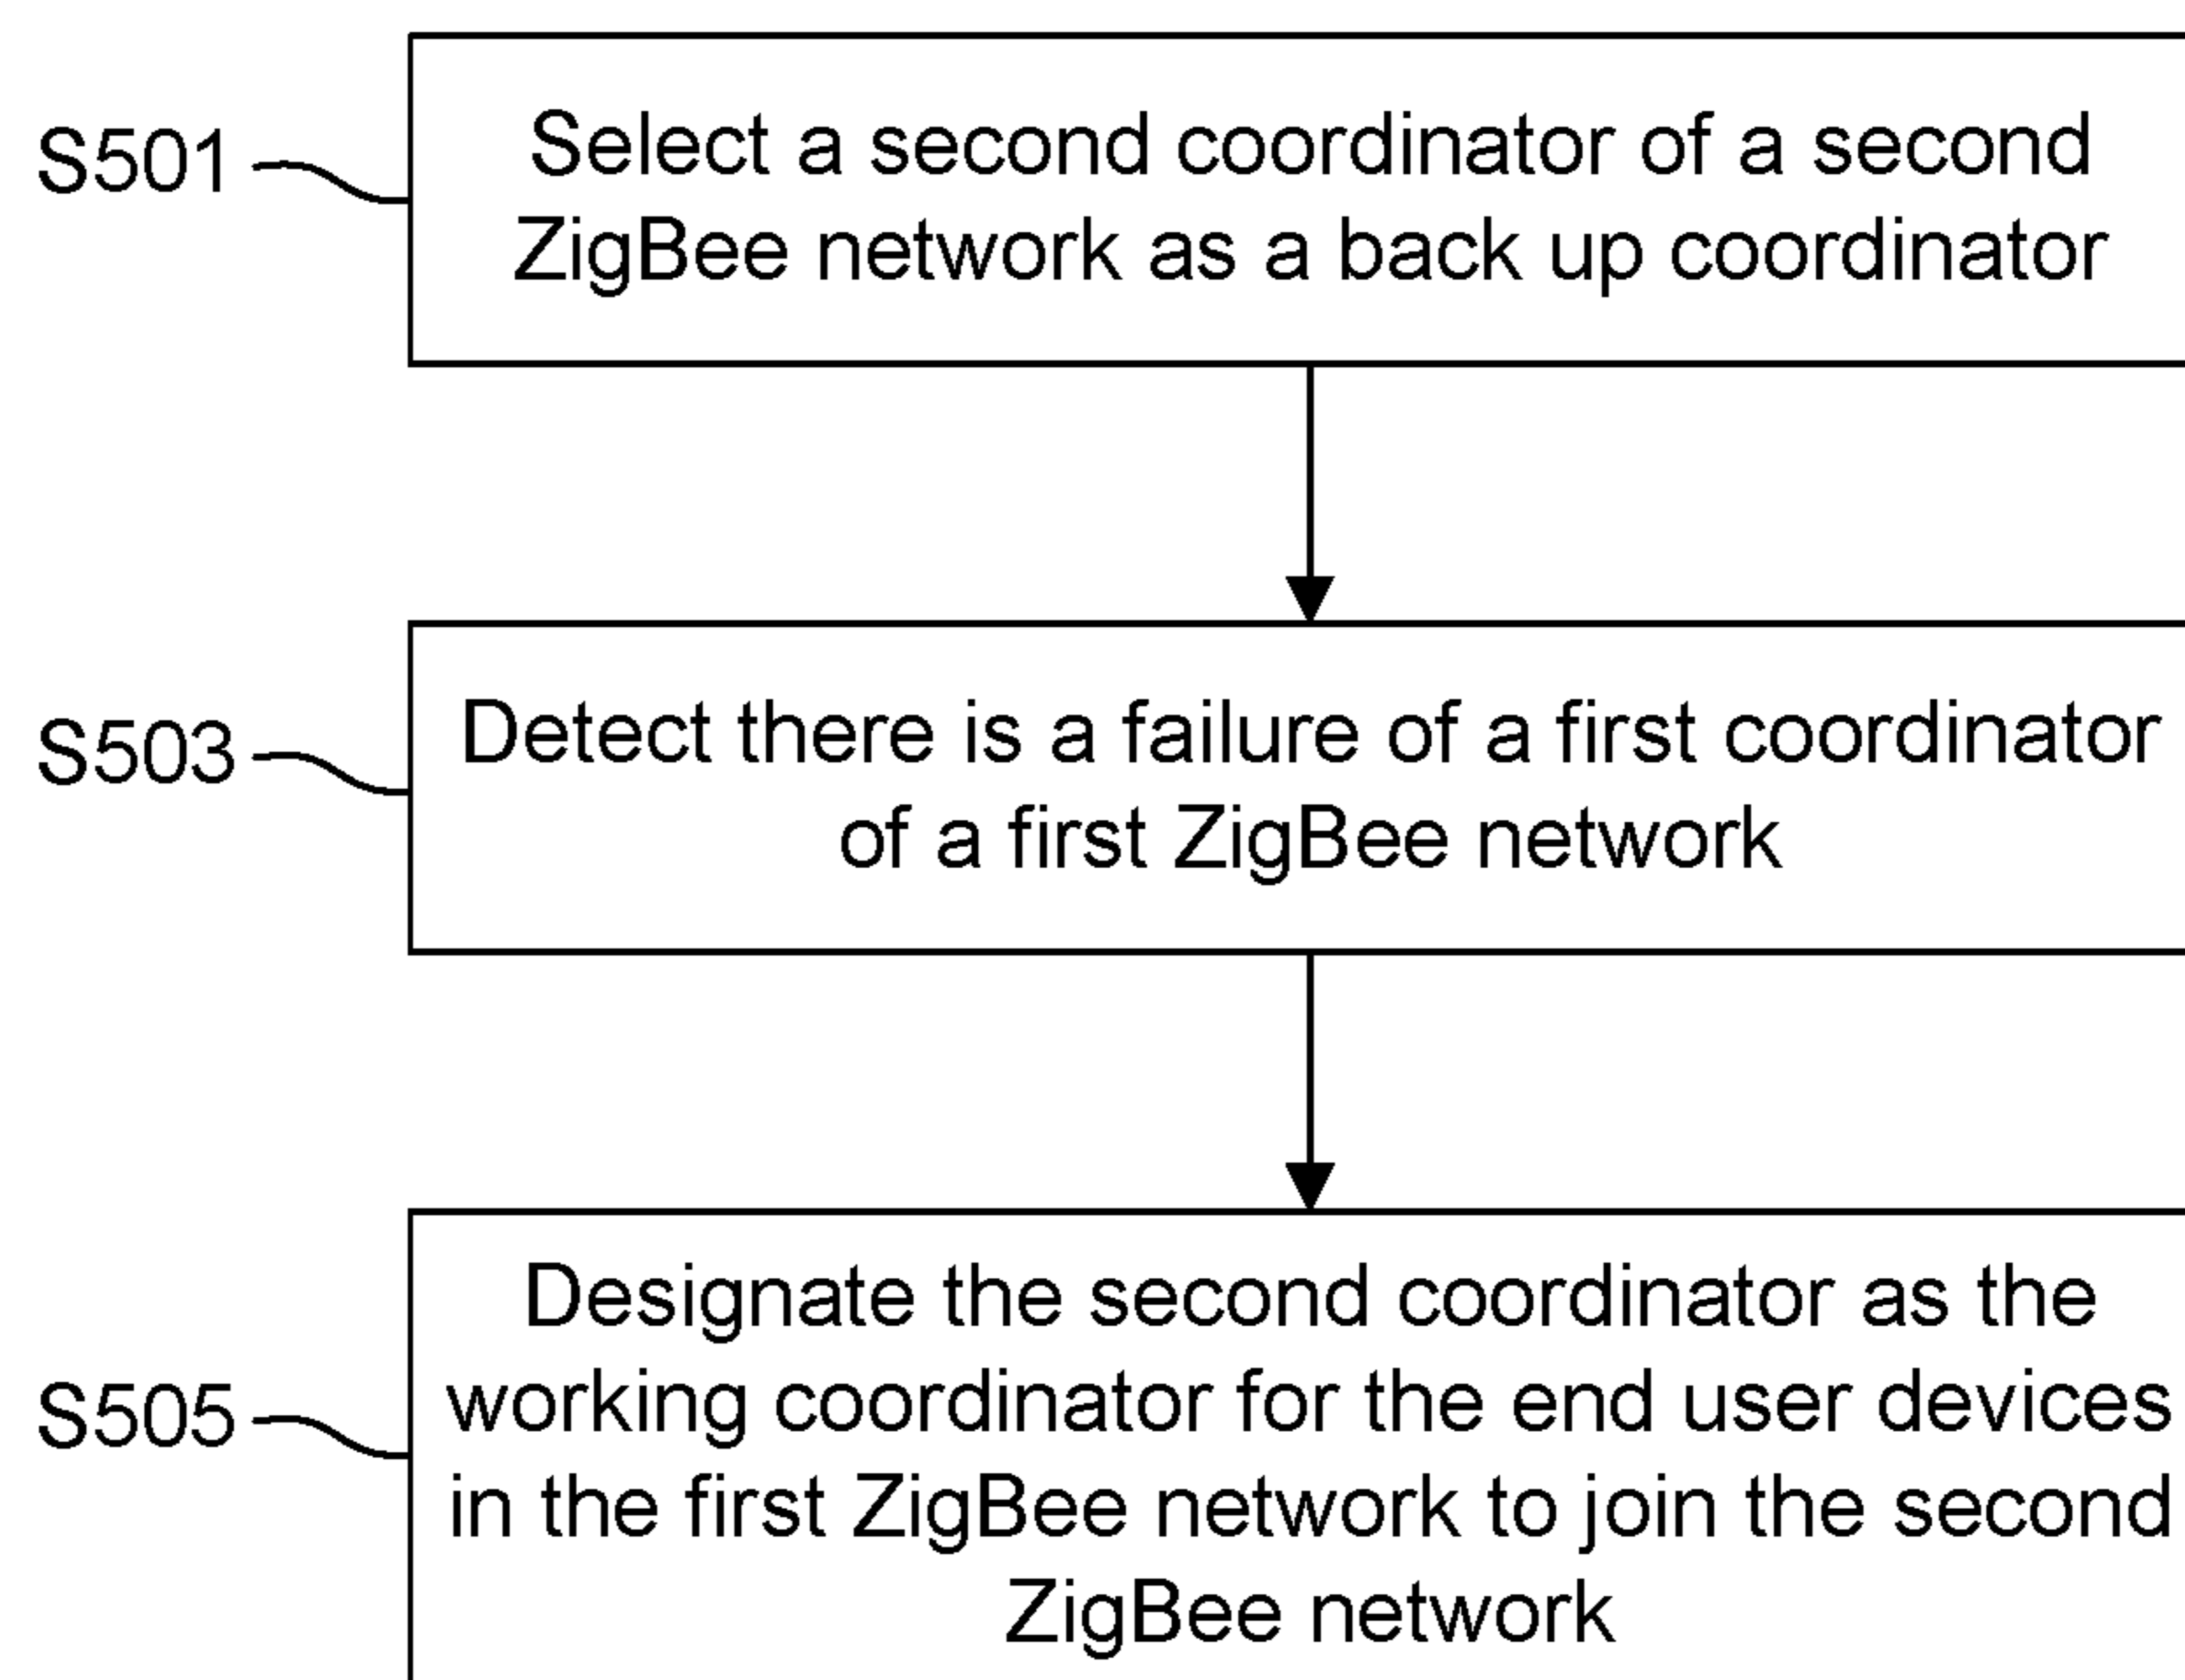 S501
Select a second coordinator of a second
ZigBee network as a back up coordinator
S503
Detect there is a failure of a first coordinator
of a first ZigBee network
S505
Designate the second coordinator as the
working coordinator for the end user devices
in the first ZigBee network to join the second
ZigBee network